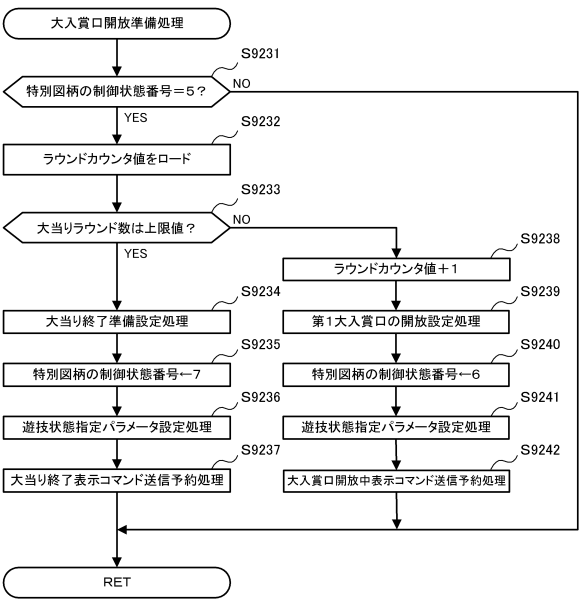 大入賞口開放準備処理
S9231
特別図柄の制御状態番号＝５？
NO
YES
S9232
ラウンドカウンタ値をロード
S9233
大当りラウンド数は上限値？
NO
YES
S9238
ラウンドカウンタ値＋１
S9234
大当り終了準備設定処理
S9239
第１大入賞口の開放設定処理
S9235
特別図柄の制御状態番号←７
S9240
特別図柄の制御状態番号←６
S9236
遊技状態指定パラメータ設定処理
S9241
遊技状態指定パラメータ設定処理
S9237
大当り終了表示コマンド送信予約処理
S9242
大入賞口開放中表示コマンド送信予約処理
RET